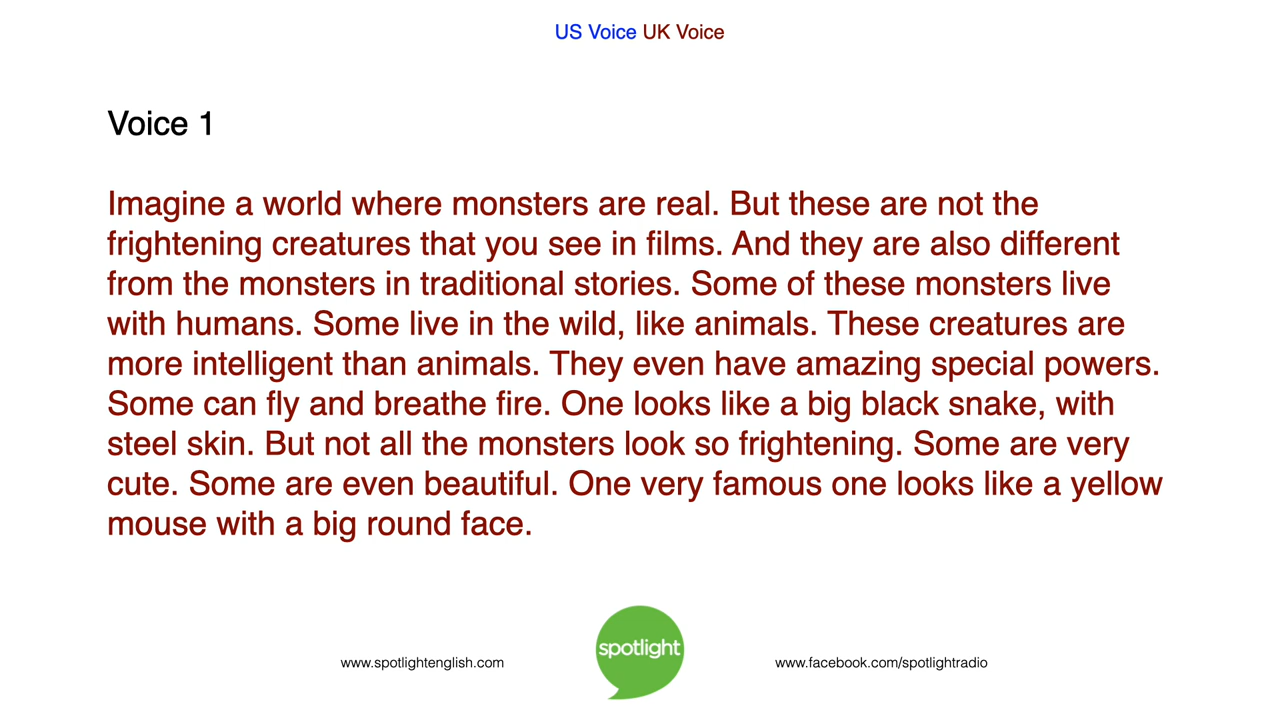 US Voice UK Voice
Voice 1
Imagine a world where monsters are real. But these are not the
frightening creatures that you see in films. And they are also different
from the monsters in traditional stories. Some of these monsters live
with humans. Some live in the wild, like animals. These creatures are
more intelligent than animals. They even have amazing special powers.
Some can fly and breathe fire. One looks like a big black snake, with
steel skin. But not all the monsters look so frightening. Some are very
cute. Some are even beautiful. One very famous one looks like a yellow
mouse with a big round face.
spotlight
www.spotlightenglish.com
www.facebook.com/spotlightradio